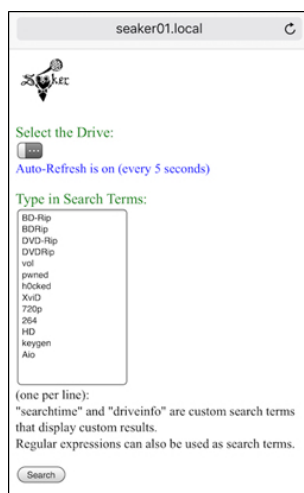 seaker01.local
Seaker
Select the Drive:
...
Auto-Refresh is on (every 5 seconds)
Type in Search Terms:
BD-Rip
BDRip
DVD-Rip
DVDRip
vol
pwned
h0cked
XviD
720p
264
HD
keygen
Aio
(one per line):
"searchtime" and "driveinfo" are custom search terms
that display custom results.
Regular expressions can also be used as search terms.
Search